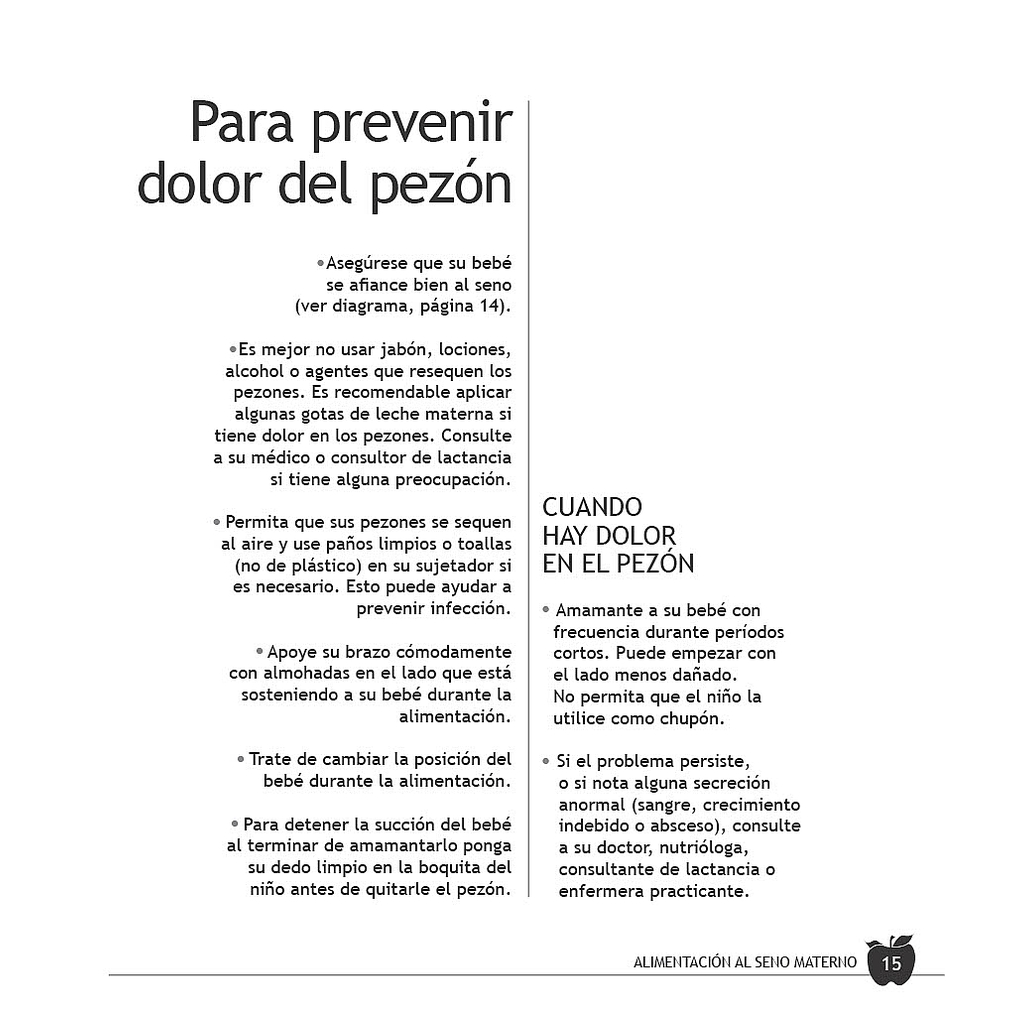 Para prevenir
dolor del pezón
•Asegúrese que su bebé
se afiance bien al seno
(ver diagrama, página 14).
•Es mejor no usar jabón, lociones,
alcohol o agentes que resequen los
pezones. Es recomendable aplicar
algunas gotas de leche materna si
tiene dolor en los pezones. Consulte
a su médico o consultor de lactancia
si tiene alguna preocupación.
• Permita que sus pezones se sequen
al aire y use paños limpios o toallas
(no de plástico) en su sujetador si
es necesario. Esto puede ayudar a
prevenir infección.
• Apoye su brazo cómodamente
con almohadas en el lado que está
sosteniendo a su bebé durante la
alimentación.
• Trate de cambiar la posición del
bebé durante la alimentación.
• Para detener la succión del bebé
al terminar de amamantarlo ponga
su dedo limpio en la boquita del
niño antes de quitarle el pezón.
CUANDO
HAY DOLOR
EN EL PEZÓN
• Amamante a su bebé con
frecuencia durante períodos
cortos. Puede empezar con
el lado menos dañado.
No permita que el niño la
utilice como chupón.
• Si el problema persiste,
o si nota alguna secreción
anormal (sangre, crecimiento
indebido o absceso), consulte
a su doctor, nutrióloga,
consultante de lactancia o
enfermera practicante.
ALIMENTACIÓN AL SENO MATERNO
15